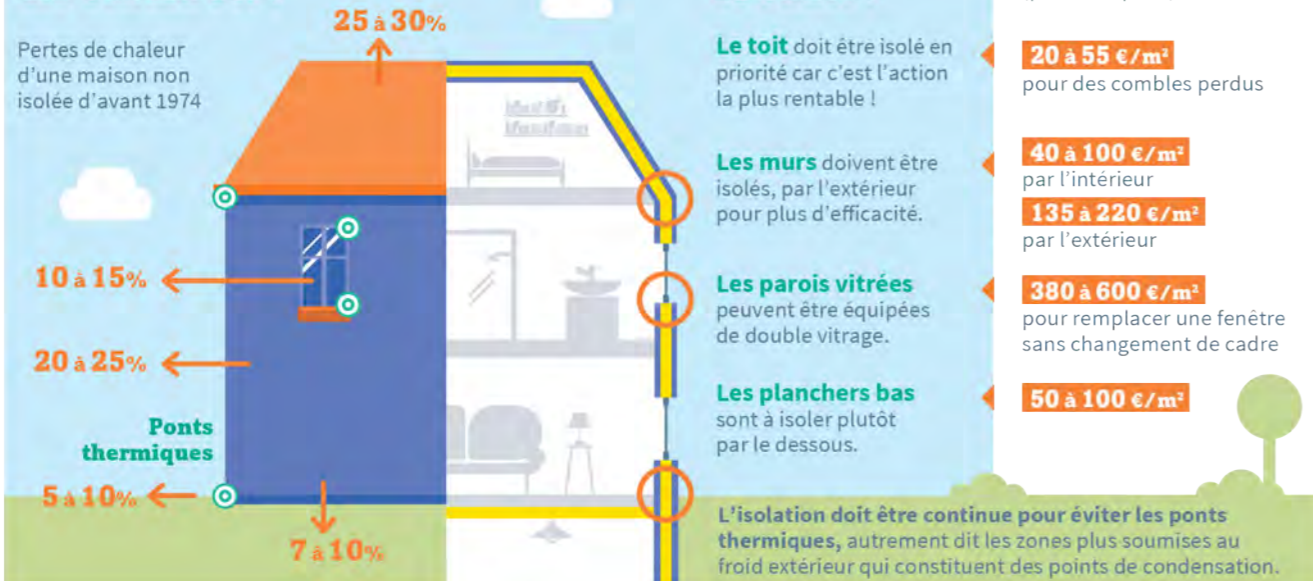 25 à 30%
Pertes de chaleur
d'une maison non
isolée d'avant 1974
10 à 15%
20 à 25%
Ponts
thermiques
5 à 10%
7 à 10%
Le toit doit être isolé en
priorité car c'est l'action
la plus rentable !
20 à 55 €/m²
pour des combles perdus
Les murs doivent être
isolés, par l'extérieur
pour plus d'efficacité.
40 à 100 €/m²
par l'intérieur
135 à 220 €/m²
par l'extérieur
Les parois vitrées
peuvent être équipées
de double vitrage.
380 à 600 €/m²
pour remplacer une fenêtre
sans changement de cadre
Les planchers bas
sont à isoler plutôt
par le dessous.
50 à 100 €/m²
L'isolation doit être continue pour éviter les ponts
thermiques, autrement dit les zones plus soumises au
froid extérieur qui constituent des points de condensation.